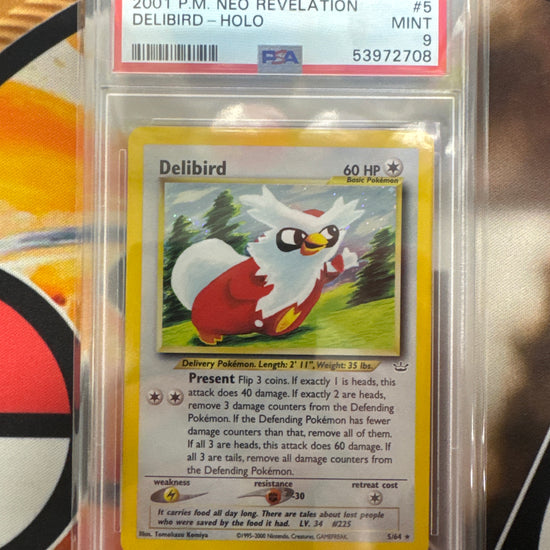 2001 P.M. NEO REVELATION #5
DELIBIRD - HOLO MINT
PSA 9
53972708
Delibird 60 HP
Basic Pokémon
Delivery Pokémon. Length: 2' 11", Weight: 35 lbs.
Present Flip 3 coins. If exactly 1 is heads, this
attack does 40 damage. If exactly 2 are heads,
remove 3 damage counters from the Defending
Pokémon. If the Defending Pokémon has fewer
damage counters than that, remove all of them.
If all 3 are heads, this attack does 60 damage. If
all 3 are tails, remove all damage counters from
the Defending Pokémon.
weakness resistance retreat cost
-30
It carries food all day long. There are tales about lost people
who were saved by the food it had. LV. 34 #225
Illus. Tomokazu Komiya ©1995-2000 Nintendo, Creatures, GAMEFREAK. 5/64